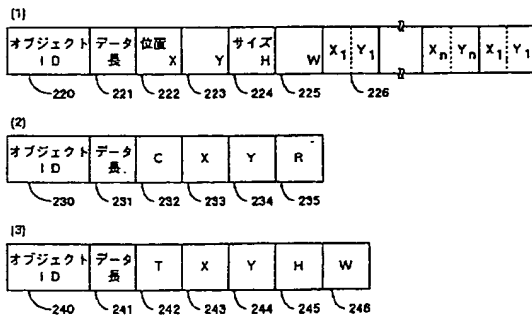 (1)
オブジェクト ID データ長 位置 X Y サイズ H W X1 Y1 Xn Yn X1 Y1
220 221 222 223 224 225 226
(2)
オブジェクト ID データ長. C X Y R
230 231 232 233 234 235
(3)
オブジェクト ID データ長 T X Y H W
240 241 242 243 244 245 246